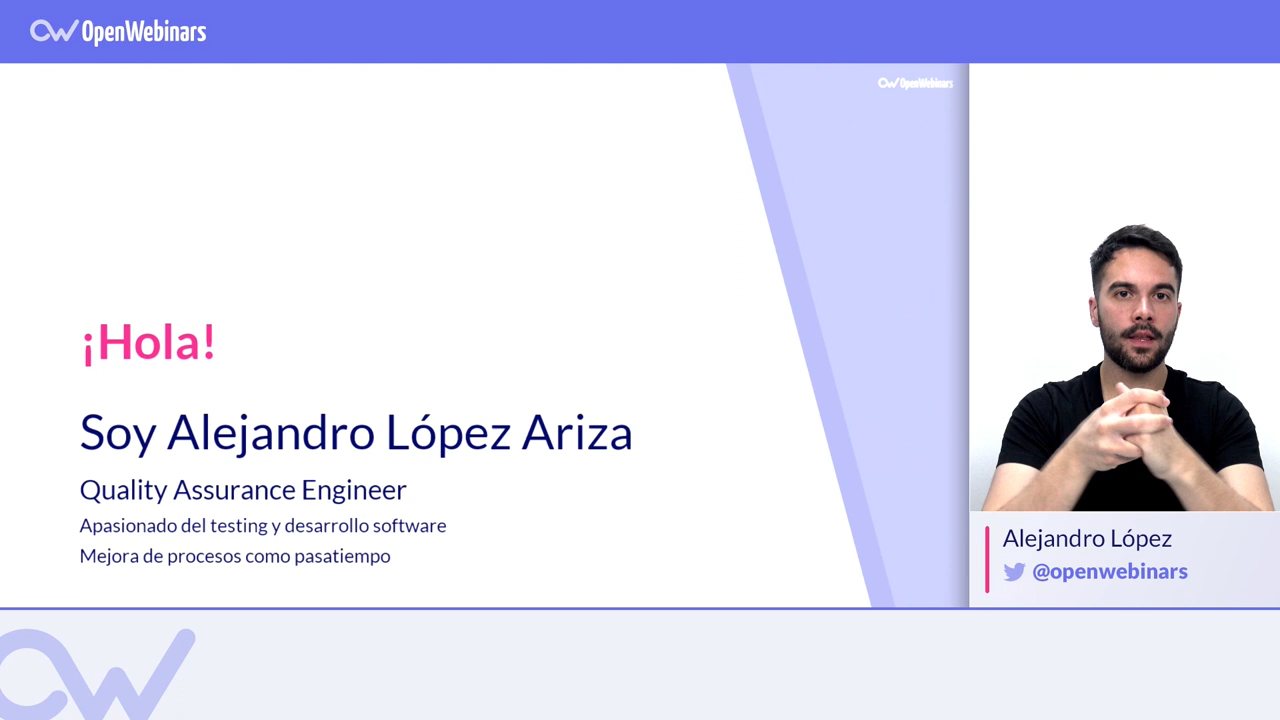 OpenWebinars
OpenWebinars
¡Hola!
Soy Alejandro López Ariza
Quality Assurance Engineer
Apasionado del testing y desarrollo software
Mejora de procesos como pasatiempo
Alejandro López
@openwebinars